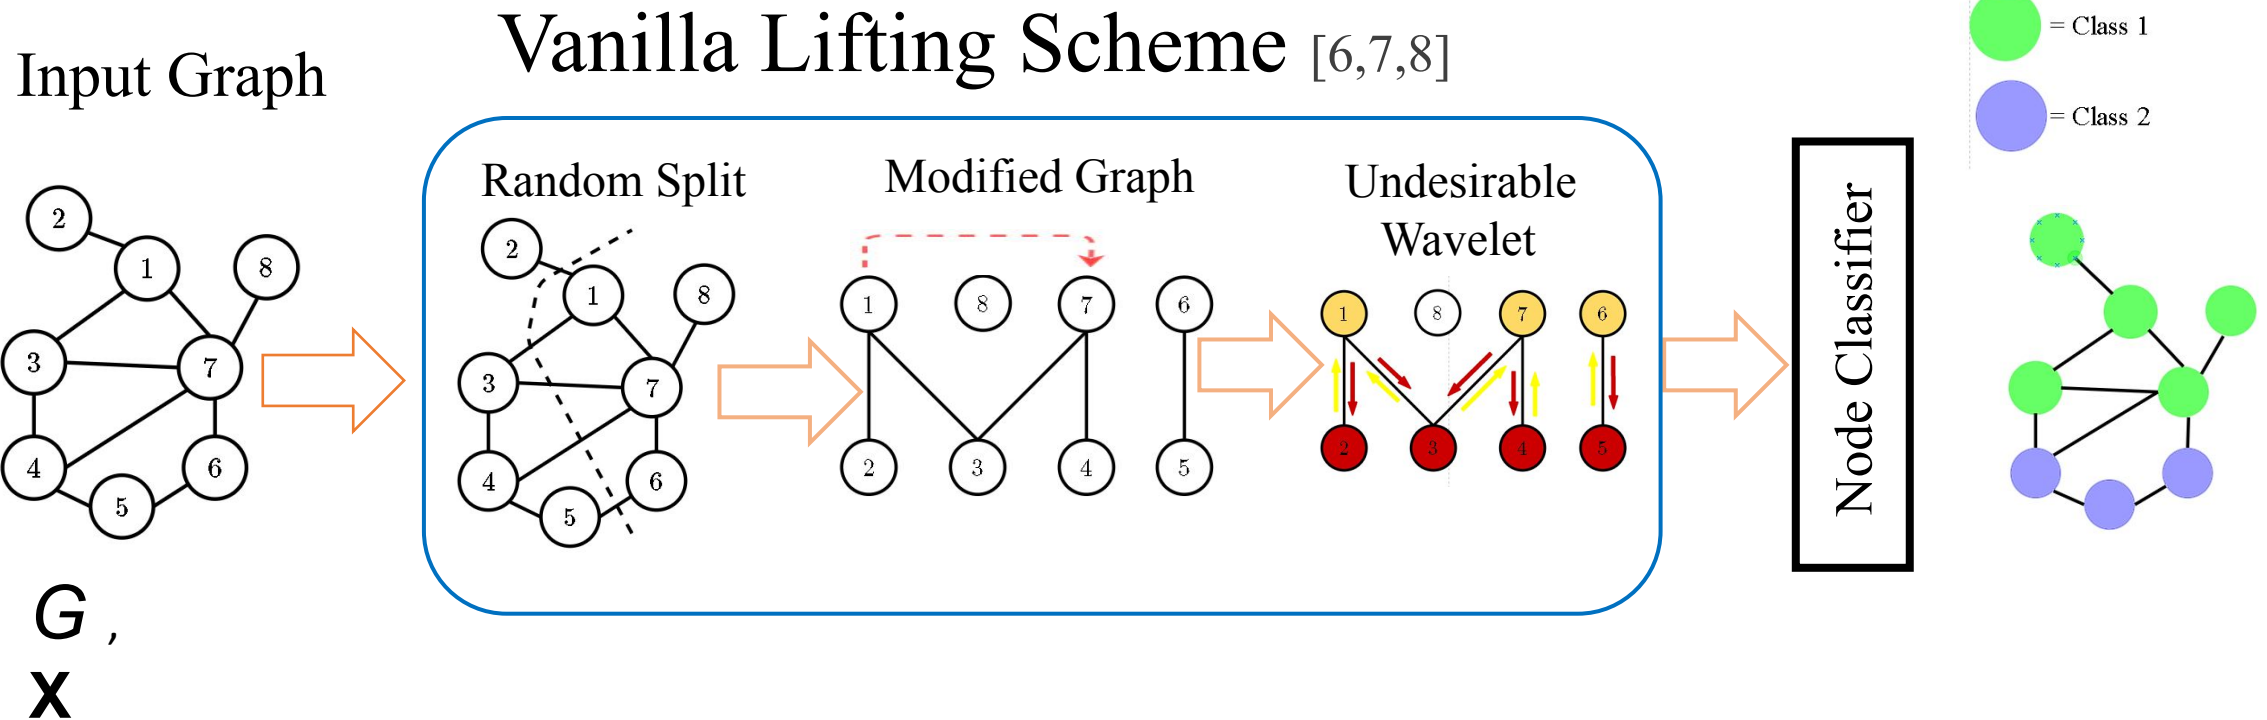 Vanilla Lifting Scheme [6,7,8]
Input Graph
= Class 1
= Class 2
Random Split
Modified Graph
Undesirable
Wavelet
Node Classifier
2
1
8
3
7
4
6
5
2
1
8
3
7
4
6
5
1
8
7
6
2
3
4
5
1
8
7
6
2
3
4
5
G ,
X